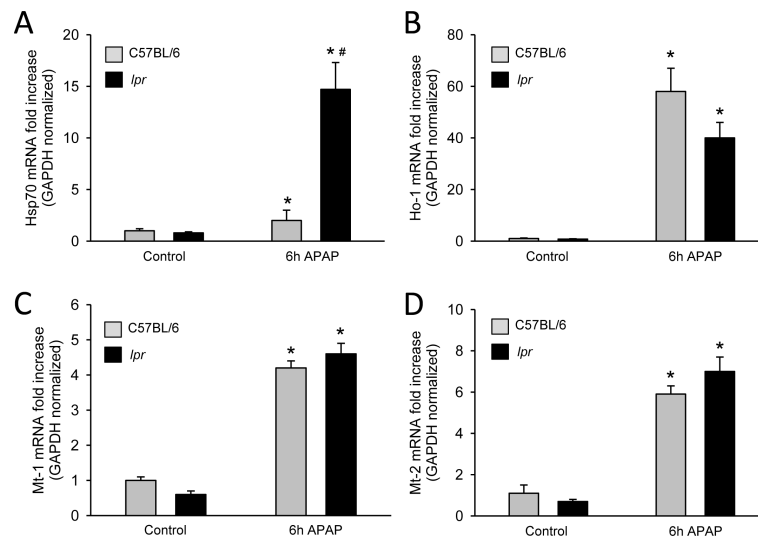 A
Hsp70 mRNA fold increase
(GAPDH normalized)
20
15
10
5
0
C57BL/6
lpr
*
* #
Control
6h APAP
B
Ho-1 mRNA fold increase
(GAPDH normalized)
80
60
40
20
0
C57BL/6
lpr
*
*
Control
6h APAP
C
Mt-1 mRNA fold increase
(GAPDH normalized)
6
5
4
3
2
1
0
C57BL/6
lpr
*
*
Control
6h APAP
D
Mt-2 mRNA fold increase
(GAPDH normalized)
10
8
6
4
2
0
C57BL/6
lpr
*
*
Control
6h APAP